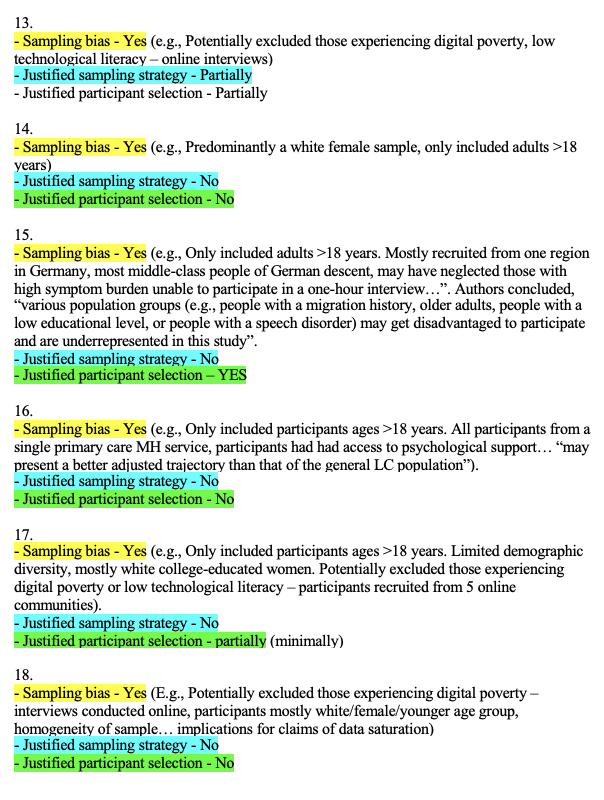 13.
- Sampling bias - Yes (e.g., Potentially excluded those experiencing digital poverty, low
technological literacy – online interviews)
- Justified sampling strategy - Partially
- Justified participant selection - Partially
14.
- Sampling bias - Yes (e.g., Predominantly a white female sample, only included adults >18
years)
- Justified sampling strategy - No
- Justified participant selection - No
15.
- Sampling bias - Yes (e.g., Only included adults >18 years. Mostly recruited from one region
in Germany, most middle-class people of German descent, may have neglected those with
high symptom burden unable to participate in a one-hour interview…”. Authors concluded,
“various population groups (e.g., people with a migration history, older adults, people with a
low educational level, or people with a speech disorder) may get disadvantaged to participate
and are underrepresented in this study”.
- Justified sampling strategy - No
- Justified participant selection – YES
16.
- Sampling bias - Yes (e.g., Only included participants ages >18 years. All participants from a
single primary care MH service, participants had had access to psychological support… “may
present a better adjusted trajectory than that of the general LC population”).
- Justified sampling strategy - No
- Justified participant selection - No
17.
- Sampling bias - Yes (e.g., Only included participants ages >18 years. Limited demographic
diversity, mostly white college-educated women. Potentially excluded those experiencing
digital poverty or low technological literacy – participants recruited from 5 online
communities).
- Justified sampling strategy - No
- Justified participant selection - partially (minimally)
18.
- Sampling bias - Yes (E.g., Potentially excluded those experiencing digital poverty –
interviews conducted online, participants mostly white/female/younger age group,
homogeneity of sample… implications for claims of data saturation)
- Justified sampling strategy - No
- Justified participant selection - No